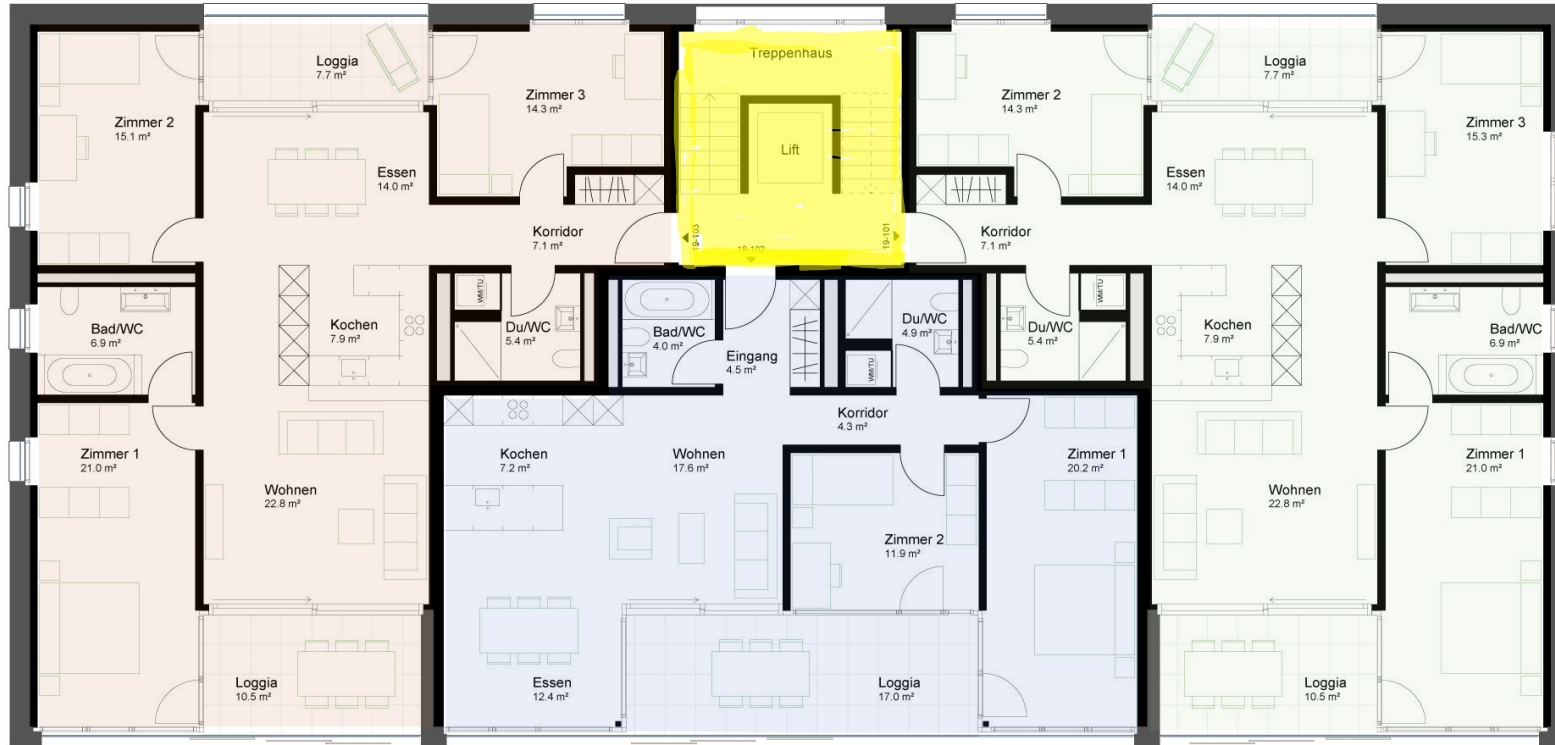 Zimmer 2
15.1 m²
Loggia
7.7 m²
Zimmer 3
14.3 m²
Essen
14.0 m²
Korridor
7.1 m²
Bad/WC
6.9 m²
Kochen
7.9 m²
WM/TU
Du/WC
5.4 m²
Zimmer 1
21.0 m²
Wohnen
22.8 m²
Loggia
10.5 m²
Treppenhaus
Lift
19-103
19-102
19-101
Bad/WC
4.0 m²
Eingang
4.5 m²
Du/WC
4.9 m²
WM/TU
Korridor
4.3 m²
Kochen
7.2 m²
Wohnen
17.6 m²
Zimmer 1
20.2 m²
Zimmer 2
11.9 m²
Essen
12.4 m²
Loggia
17.0 m²
Zimmer 2
14.3 m²
Loggia
7.7 m²
Zimmer 3
15.3 m²
Essen
14.0 m²
Korridor
7.1 m²
WM/TU
Du/WC
5.4 m²
Kochen
7.9 m²
Bad/WC
6.9 m²
Zimmer 1
21.0 m²
Wohnen
22.8 m²
Loggia
10.5 m²